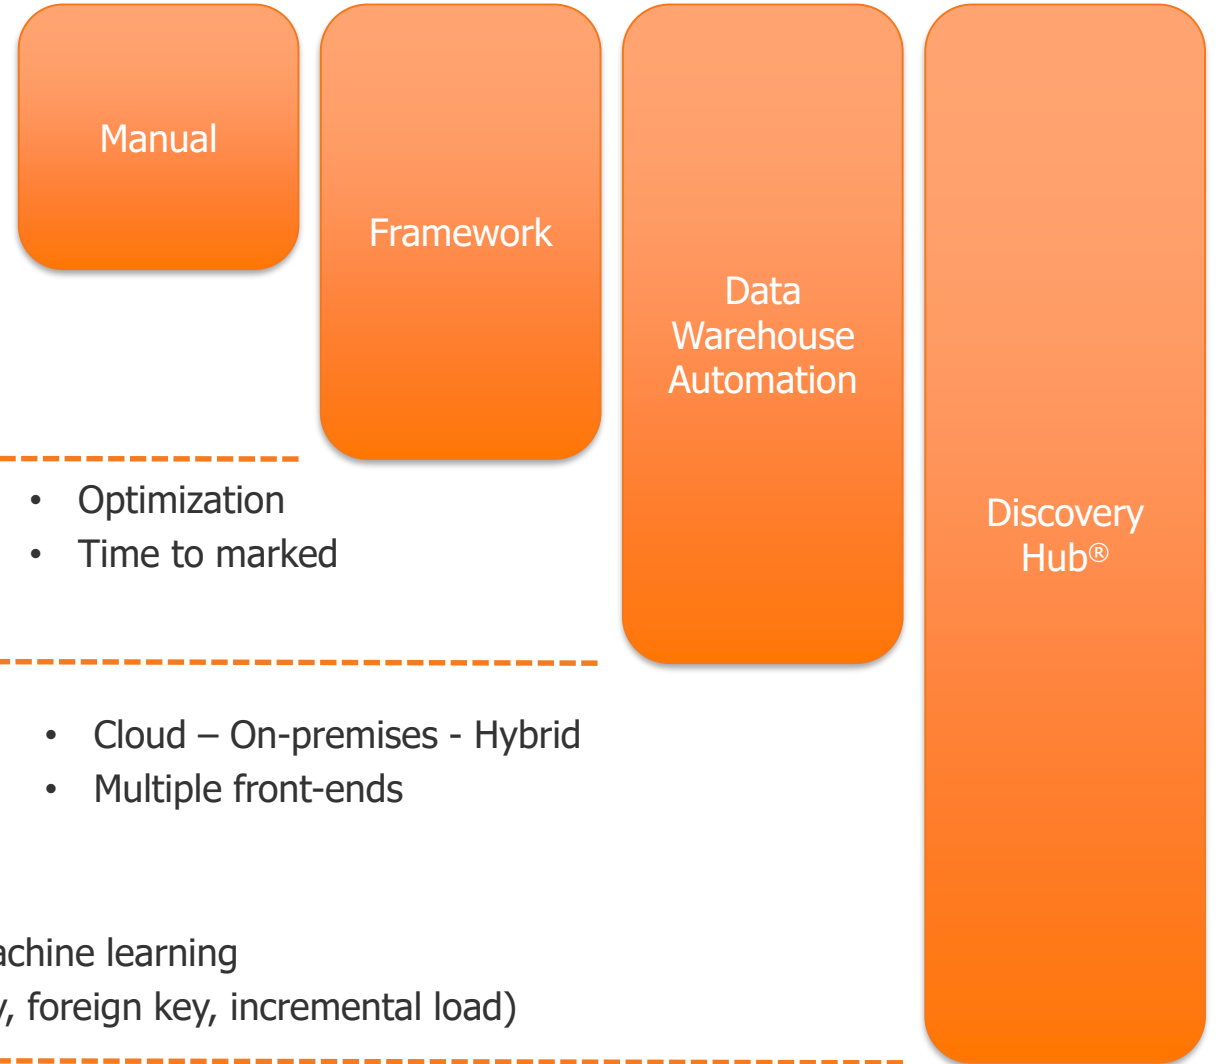 Manual
Framework
Data
Warehouse
Automation
Discovery
Hub®
• Optimization
• Time to marked
• Cloud – On-premises - Hybrid
• Multiple front-ends
achine learning
y, foreign key, incremental load)